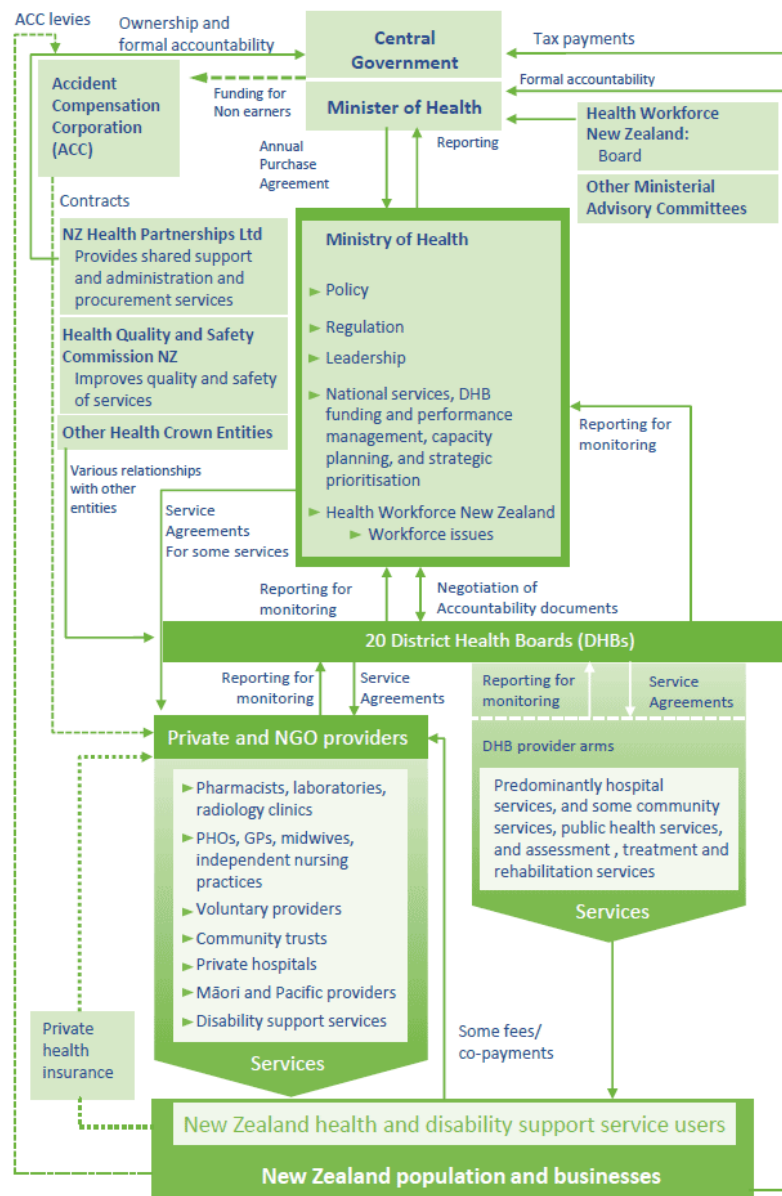 ACC levies
Ownership and
formal accountability
Central
Government
Tax payments
Accident
Compensation
Corporation
(ACC)
Funding for
Non earners
Minister of Health
Formal accountability
Health Workforce
New Zealand:
Board
Annual
Purchase
Agreement
Reporting
Other Ministerial
Advisory Committees
Contracts
NZ Health Partnerships Ltd
Provides shared support
and administration and
procurement services
Health Quality and Safety
Commission NZ
Improves quality and safety
of services
Other Health Crown Entities
Various relationships
with other
entities
Service
Agreements
For some services
Ministry of Health
Policy
Regulation
Leadership
National services, DHB
funding and performance
management, capacity
planning, and strategic
prioritisation
Health Workforce New Zealand
Workforce issues
Reporting for
monitoring
Reporting for
monitoring
Negotiation of
Accountability documents
20 District Health Boards (DHBs)
Reporting for
monitoring
Service
Agreements
Reporting for
monitoring
Service
Agreements
Private and NGO providers
Pharmacists, laboratories,
radiology clinics
PHOs, GPs, midwives,
independent nursing
practices
Voluntary providers
Community trusts
Private hospitals
Māori and Pacific providers
Disability support services
Services
DHB provider arms
Predominantly hospital
services, and some community
services, public health services,
and assessment , treatment and
rehabilitation services
Services
Private
health
insurance
Some fees/
co-payments
New Zealand health and disability support service users
New Zealand population and businesses